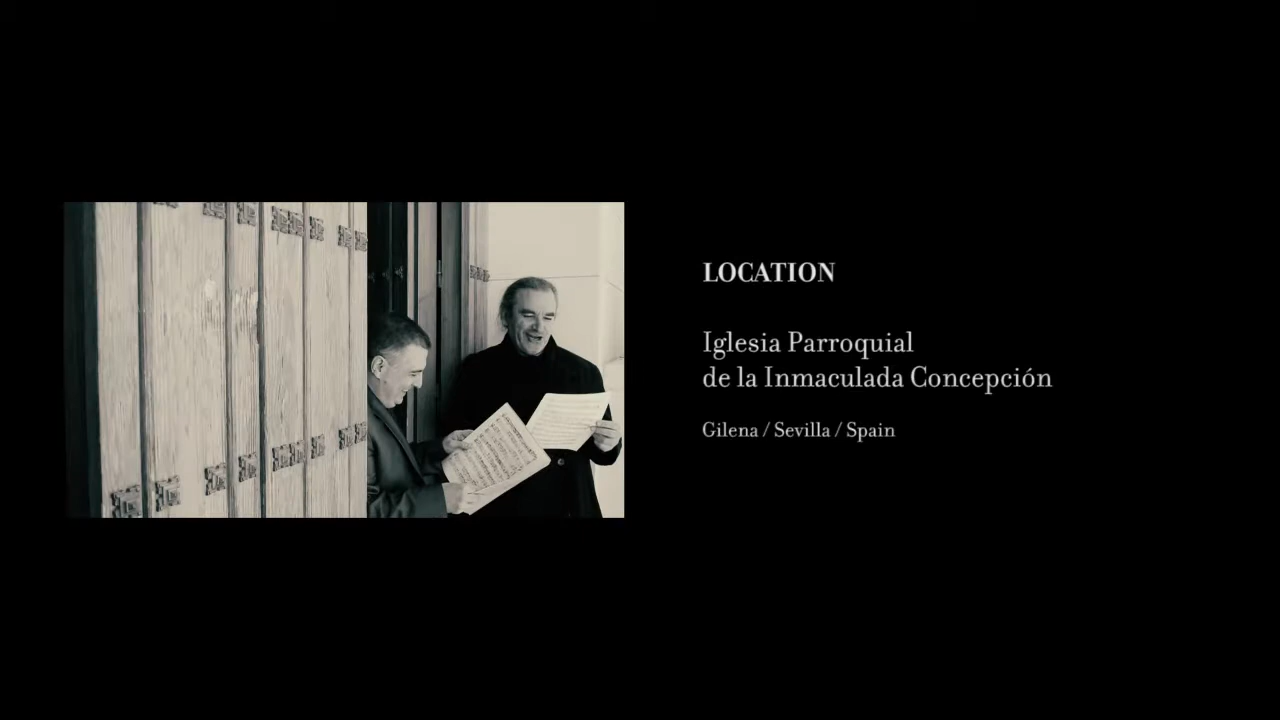 LOCATION
Iglesia Parroquial
de la Inmaculada Concepción
Gilena / Sevilla / Spain